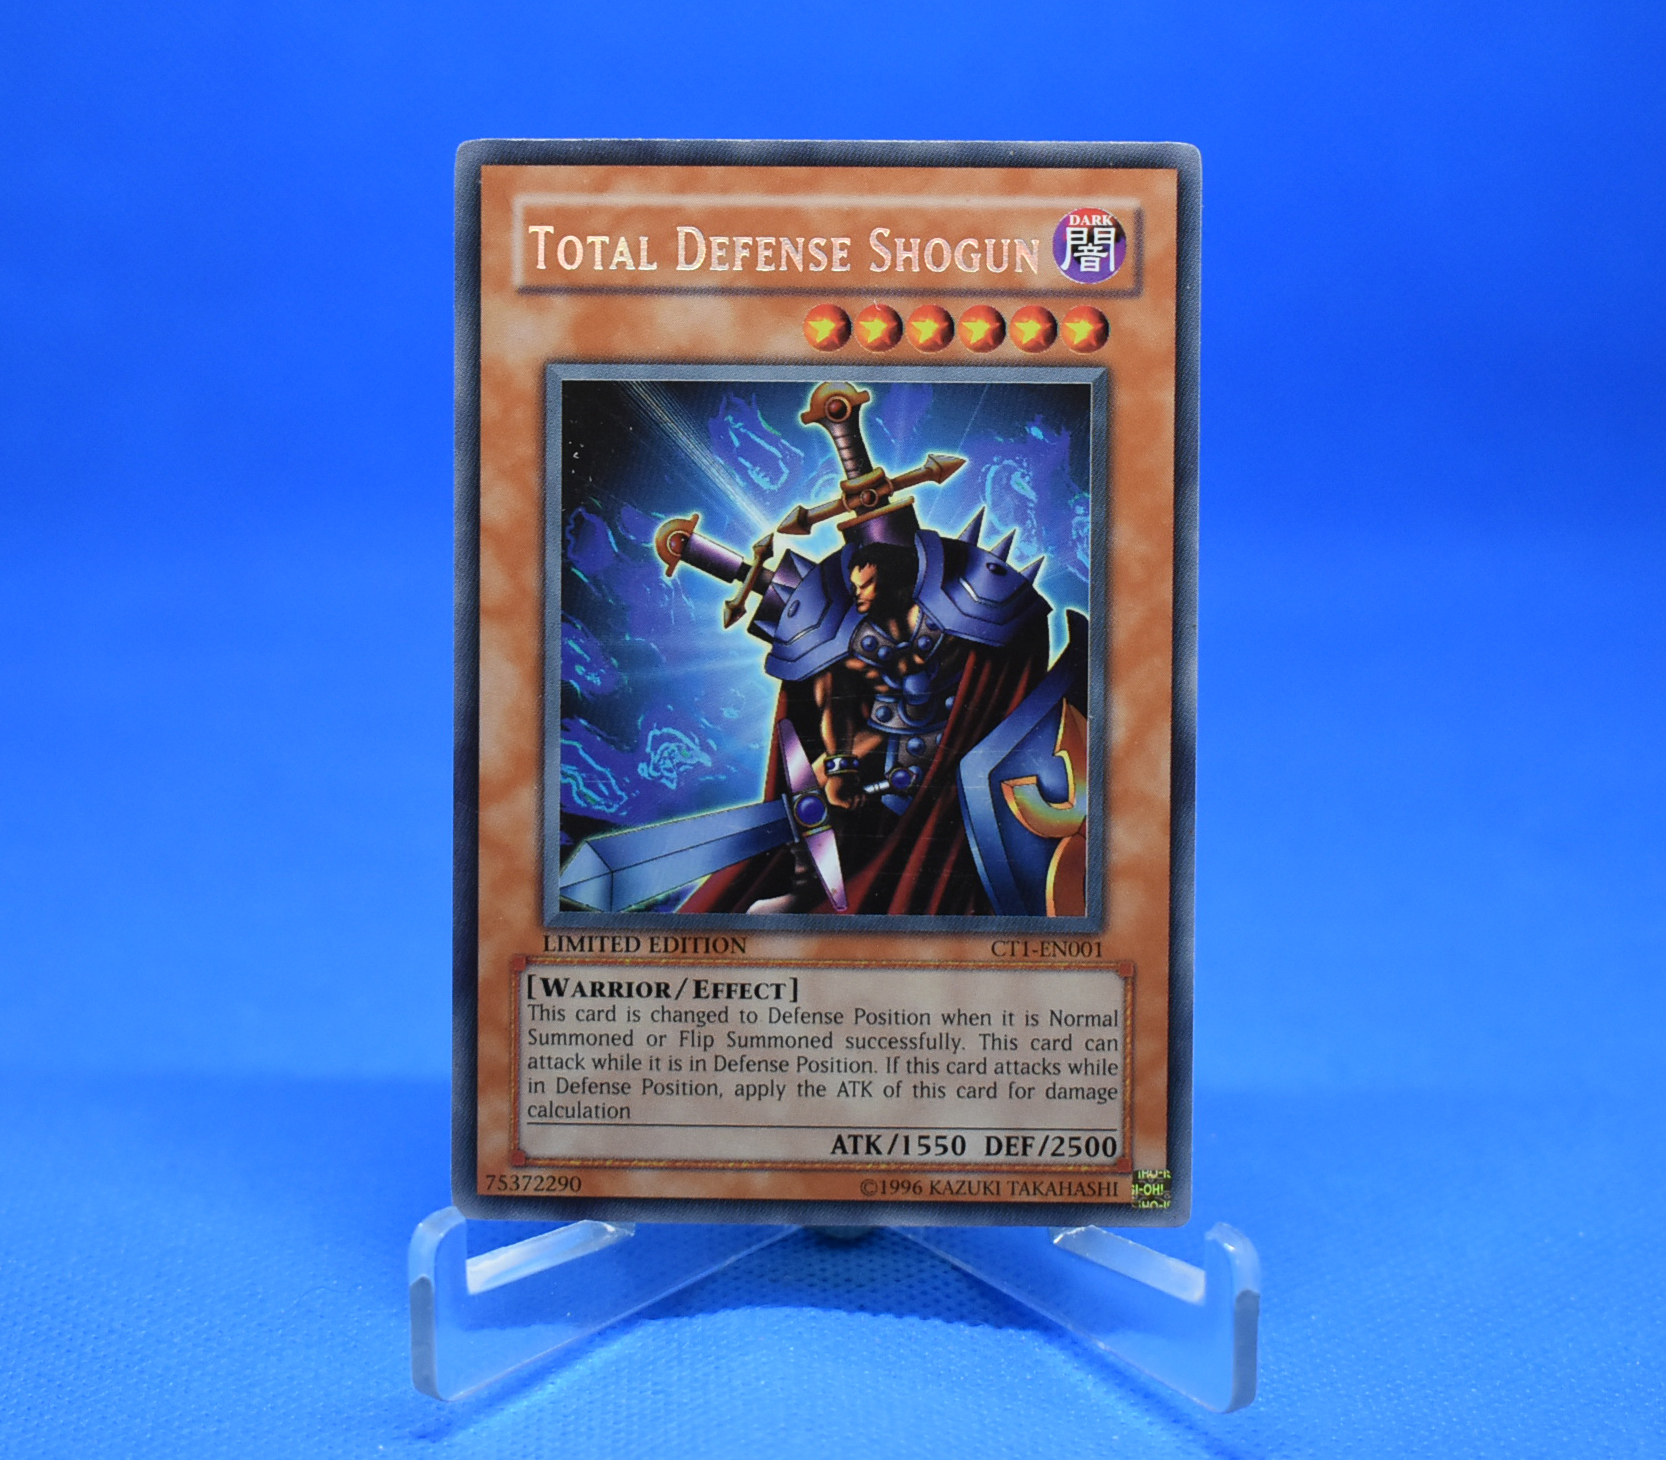 TOTAL DEFENSE SHOGUN
DARK
闇
LIMITED EDITION
CT1-EN001
[WARRIOR/EFFECT]
This card is changed to Defense Position when it is Normal
Summoned or Flip Summoned successfully. This card can
attack while it is in Defense Position. If this card attacks while
in Defense Position, apply the ATK of this card for damage
calculation
ATK/1550 DEF/2500
75372290
©1996 KAZUKI TAKAHASHI